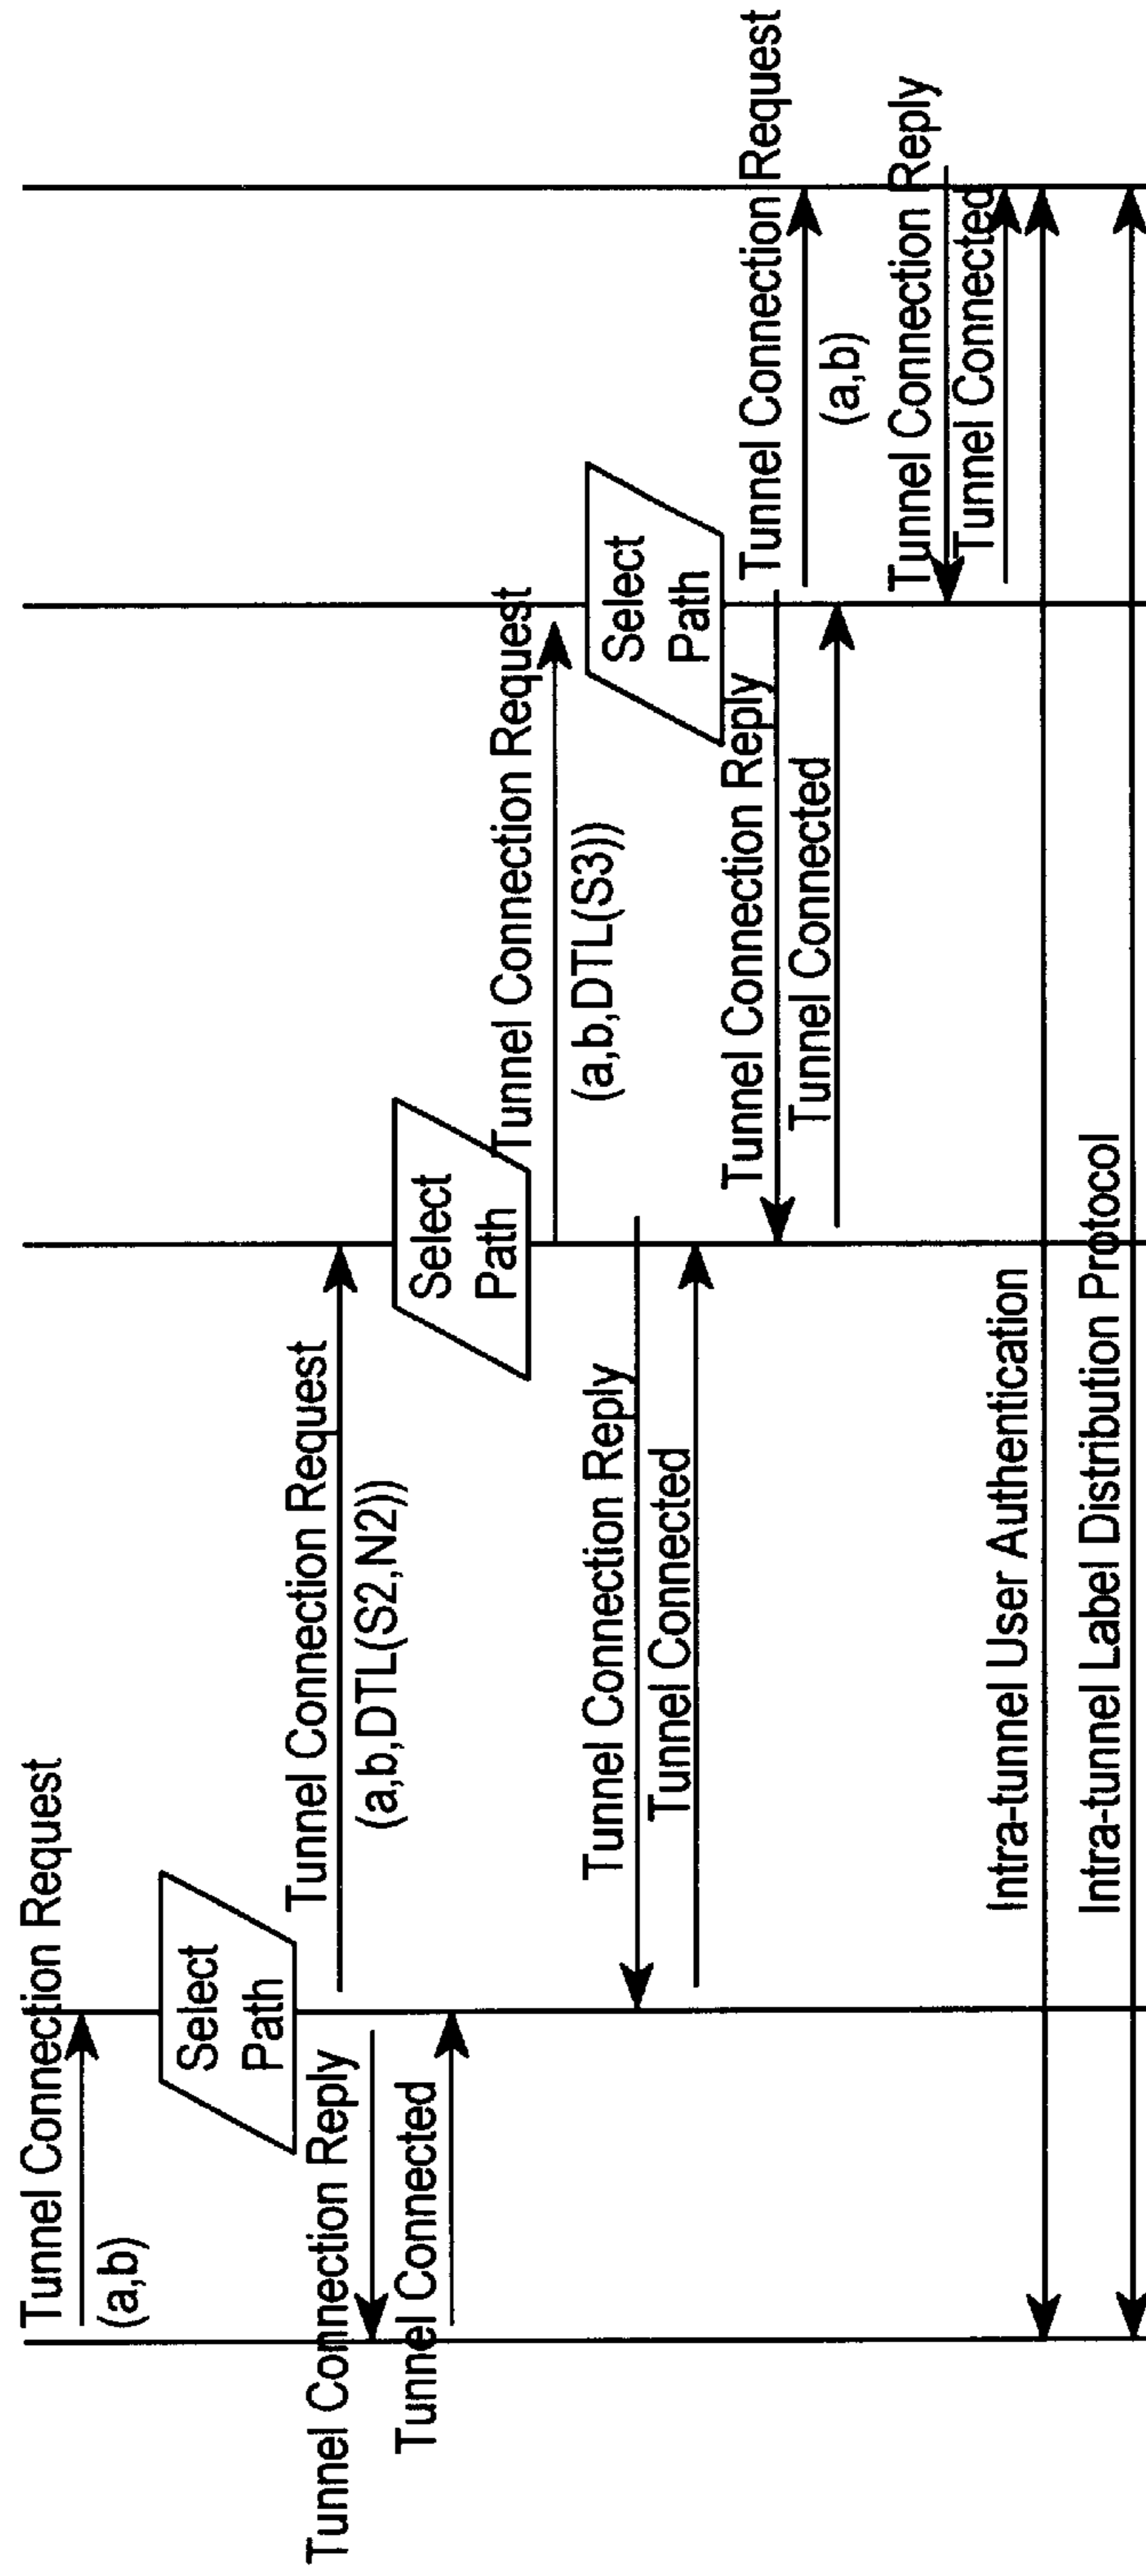 Tunnel Connection Request
(a,b)
Select
Path
Tunnel Connection Request
(a,b,DTL(S2,N2))
Tunnel Connection Reply
Tunnel Connected
Select
Path
Tunnel Connection Request
(a,b,DTL(S3))
Tunnel Connection Reply
Tunnel Connected
Select
Path
Tunnel Connection Reply
Tunnel Connected
Tunnel Connection Request
(a,b)
Tunnel Connection Reply
Tunnel Connected
Intra-tunnel User Authentication
Intra-tunnel Label Distribution Protocol